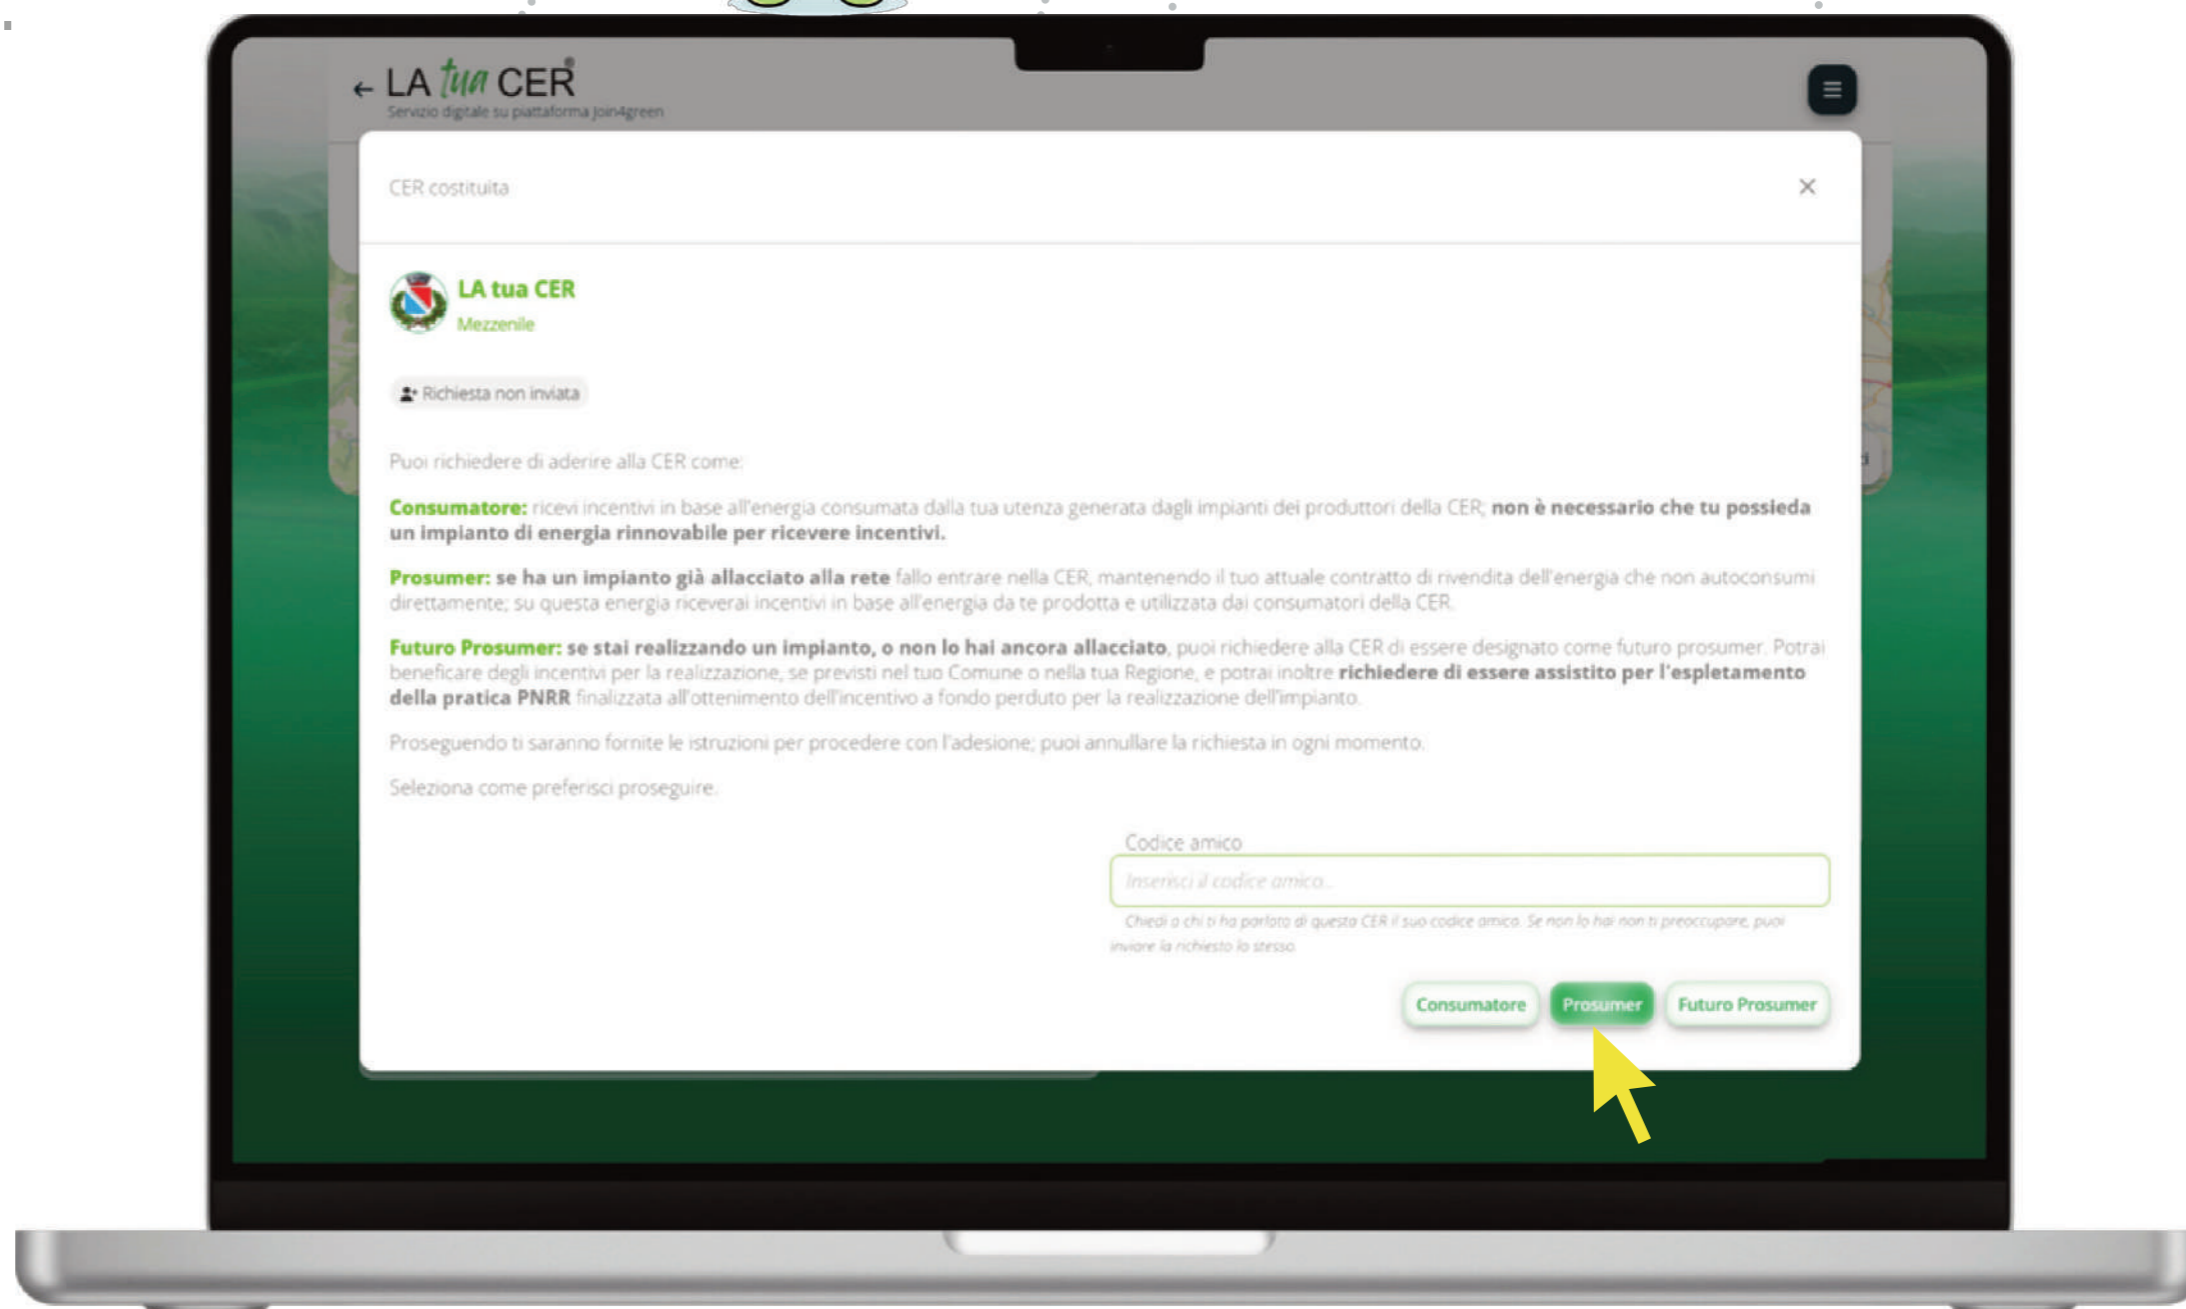 ← LA tua CER®
Servizio digitale su piattaforma Join4green
CER costituita
LA tua CER
Mezzenile
Richiesta non inviata
Puoi richiedere di aderire alla CER come:
Consumatore: ricevi incentivi in base all'energia consumata dalla tua utenza generata dagli impianti dei produttori della CER; non è necessario che tu possieda
un impianto di energia rinnovabile per ricevere incentivi.
Prosumer: se ha un impianto già allacciato alla rete fallo entrare nella CER, mantenendo il tuo attuale contratto di rivendita dell'energia che non autoconsumi
direttamente; su questa energia riceverai incentivi in base all'energia da te prodotta e utilizzata dai consumatori della CER.
Futuro Prosumer: se stai realizzando un impianto, o non lo hai ancora allacciato, puoi richiedere alla CER di essere designato come futuro prosumer. Potrai
beneficare degli incentivi per la realizzazione, se previsti nel tuo Comune o nella tua Regione, e potrai inoltre richiedere di essere assistito per l'espletamento
della pratica PNRR finalizzata all'ottenimento dell'incentivo a fondo perduto per la realizzazione dell'impianto.
Proseguendo ti saranno fornite le istruzioni per procedere con l'adesione; puoi annullare la richiesta in ogni momento.
Seleziona come preferisci proseguire.
Codice amico
Inserisci il codice amico...
Chiedi a chi ti ha parlato di questa CER il suo codice amico. Se non lo hai non ti preoccupare, puoi
inviare la richiesta lo stesso.
Consumatore Prosumer Futuro Prosumer